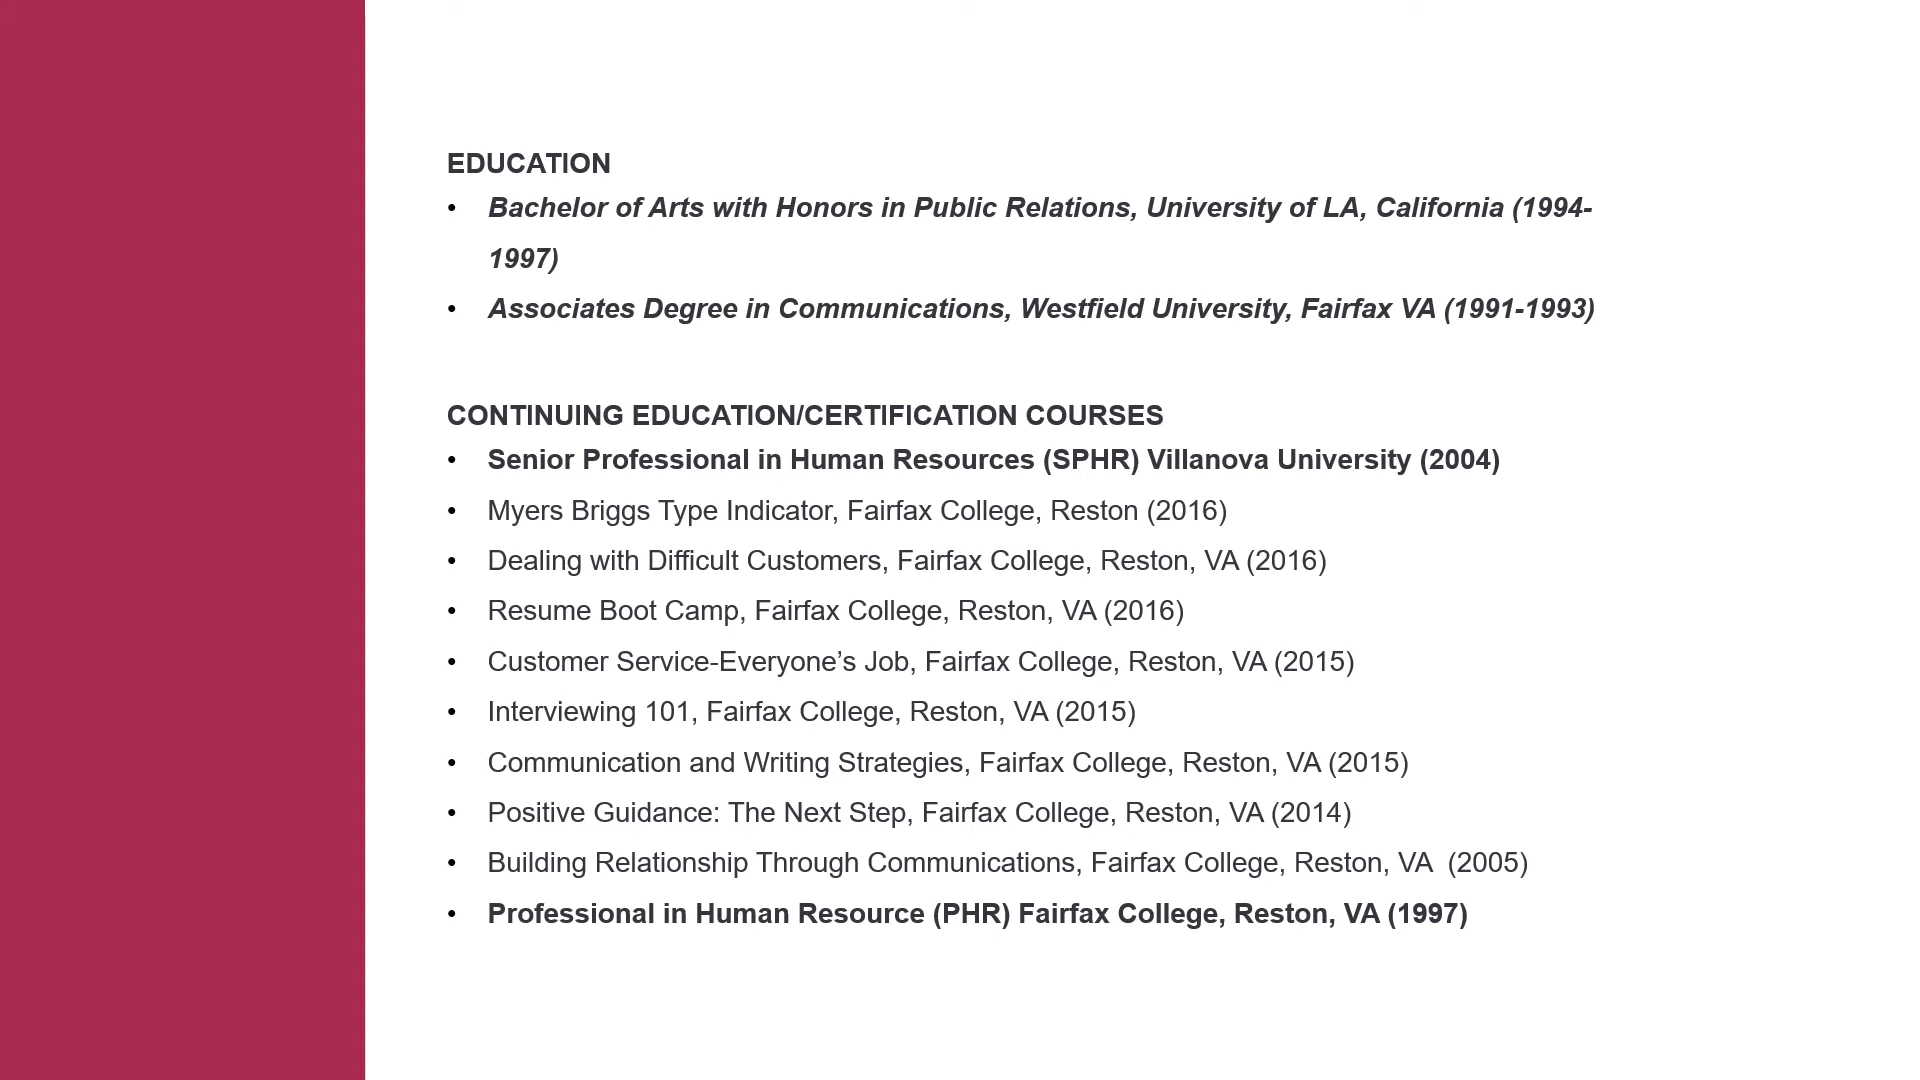 EDUCATION
• Bachelor of Arts with Honors in Public Relations, University of LA, California (1994-
1997)
• Associates Degree in Communications, Westfield University, Fairfax VA (1991-1993)
CONTINUING EDUCATION/CERTIFICATION COURSES
• Senior Professional in Human Resources (SPHR) Villanova University (2004)
• Myers Briggs Type Indicator, Fairfax College, Reston (2016)
• Dealing with Difficult Customers, Fairfax College, Reston, VA (2016)
• Resume Boot Camp, Fairfax College, Reston, VA (2016)
• Customer Service-Everyone’s Job, Fairfax College, Reston, VA (2015)
• Interviewing 101, Fairfax College, Reston, VA (2015)
• Communication and Writing Strategies, Fairfax College, Reston, VA (2015)
• Positive Guidance: The Next Step, Fairfax College, Reston, VA (2014)
• Building Relationship Through Communications, Fairfax College, Reston, VA  (2005)
• Professional in Human Resource (PHR) Fairfax College, Reston, VA (1997)